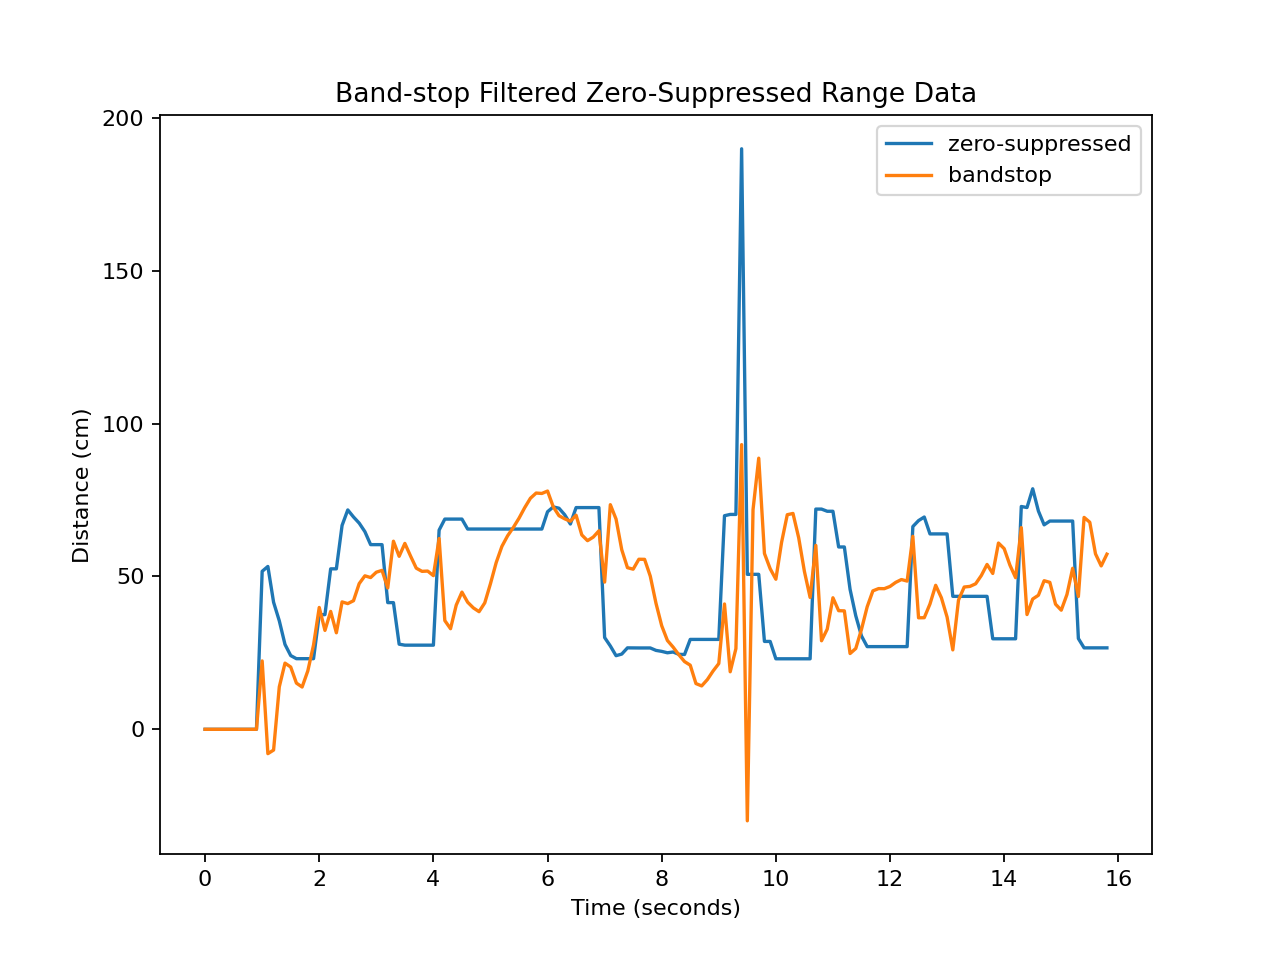 Band-stop Filtered Zero-Suppressed Range Data
zero-suppressed
bandstop
200
150
100
50
0
Distance (cm)
0 2 4 6 8 10 12 14 16
Time (seconds)